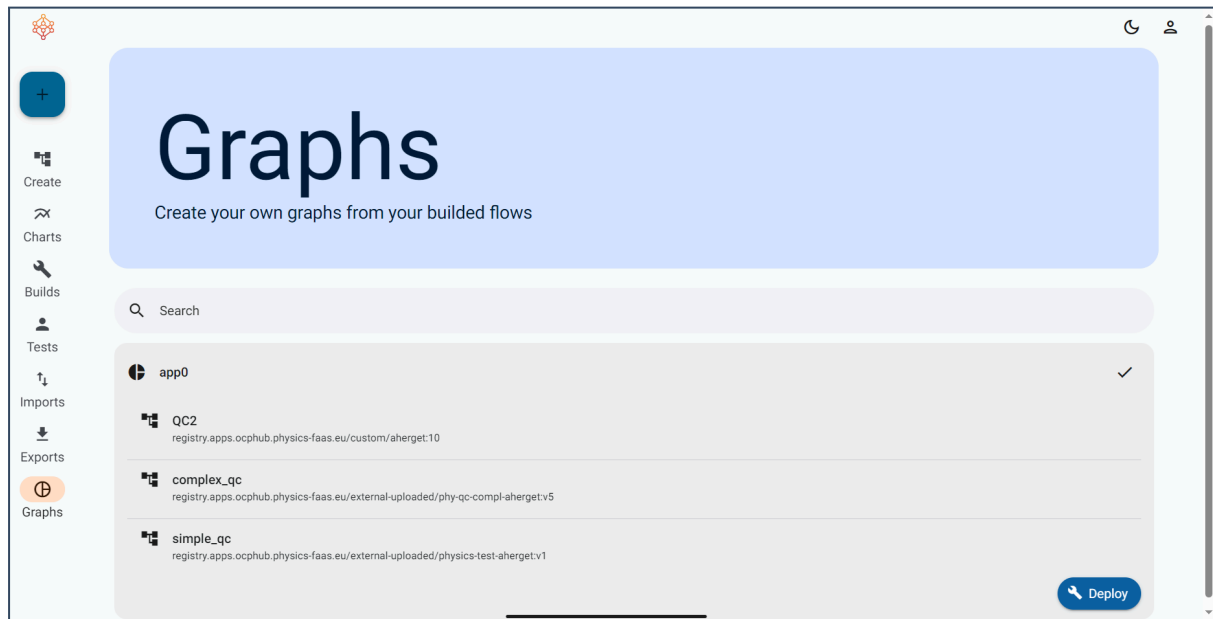 Graphs
Create your own graphs from your builded flows
Create
Charts
Builds
Tests
Imports
Exports
Graphs
Search
app0
QC2
registry.apps.ocphub.physics-faas.eu/custom/aherget:10
complex_qc
registry.apps.ocphub.physics-faas.eu/external-uploaded/phy-qc-compl-aherget:v5
simple_qc
registry.apps.ocphub.physics-faas.eu/external-uploaded/physics-test-aherget:v1
Deploy